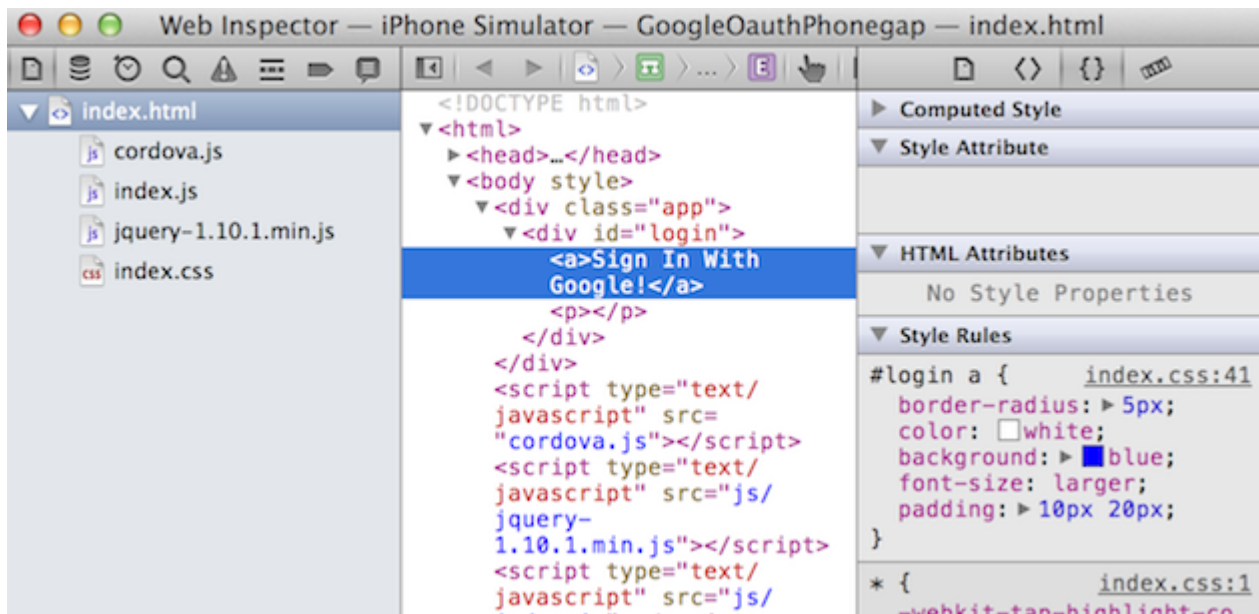 Web Inspector — iPhone Simulator — GoogleOauthPhonegap — index.html
index.html
cordova.js
index.js
jquery-1.10.1.min.js
index.css
<!DOCTYPE html>
<html>
<head>…</head>
<body style>
<div class="app">
<div id="login">
<a>Sign In With
Google!</a>
<p></p>
</div>
</div>
<script type="text/
javascript" src=
"cordova.js"></script>
<script type="text/
javascript" src="js/
jquery-
1.10.1.min.js"></script>
<script type="text/
javascript" src="js/
Computed Style
Style Attribute
HTML Attributes
No Style Properties
Style Rules
#login a { index.css:41
border-radius: 5px;
color: white;
background: blue;
font-size: larger;
padding: 10px 20px;
}
* { index.css:1
-webkit-tap-highlight-co